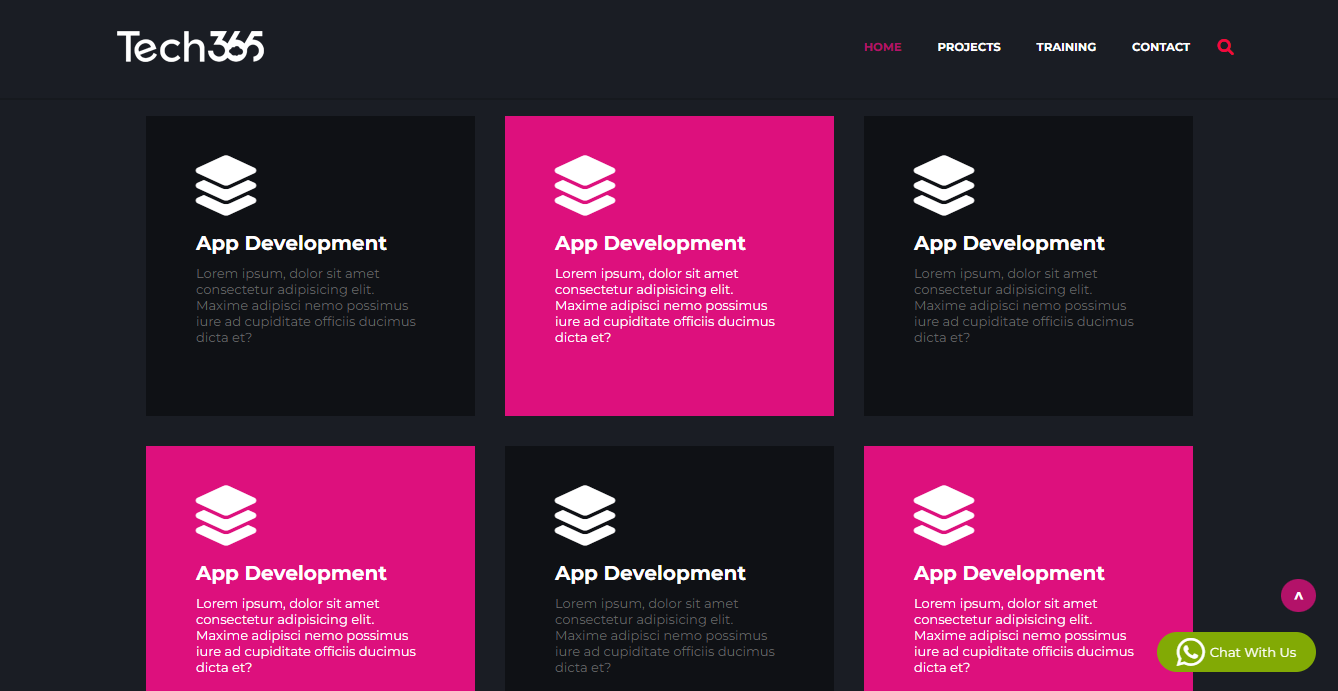 Tech365
HOME PROJECTS TRAINING CONTACT
App Development
Lorem ipsum, dolor sit amet
consectetur adipisicing elit.
Maxime adipisci nemo possimus
iure ad cupiditate officiis ducimus
dicta et?
App Development
Lorem ipsum, dolor sit amet
consectetur adipisicing elit.
Maxime adipisci nemo possimus
iure ad cupiditate officiis ducimus
dicta et?
App Development
Lorem ipsum, dolor sit amet
consectetur adipisicing elit.
Maxime adipisci nemo possimus
iure ad cupiditate officiis ducimus
dicta et?
App Development
Lorem ipsum, dolor sit amet
consectetur adipisicing elit.
Maxime adipisci nemo possimus
iure ad cupiditate officiis ducimus
dicta et?
App Development
Lorem ipsum, dolor sit amet
consectetur adipisicing elit.
Maxime adipisci nemo possimus
iure ad cupiditate officiis ducimus
dicta et?
App Development
Lorem ipsum, dolor sit amet
consectetur adipisicing elit.
Maxime adipisci nemo possimus
iure ad cupiditate officiis ducimus
dicta et?
^
Chat With Us